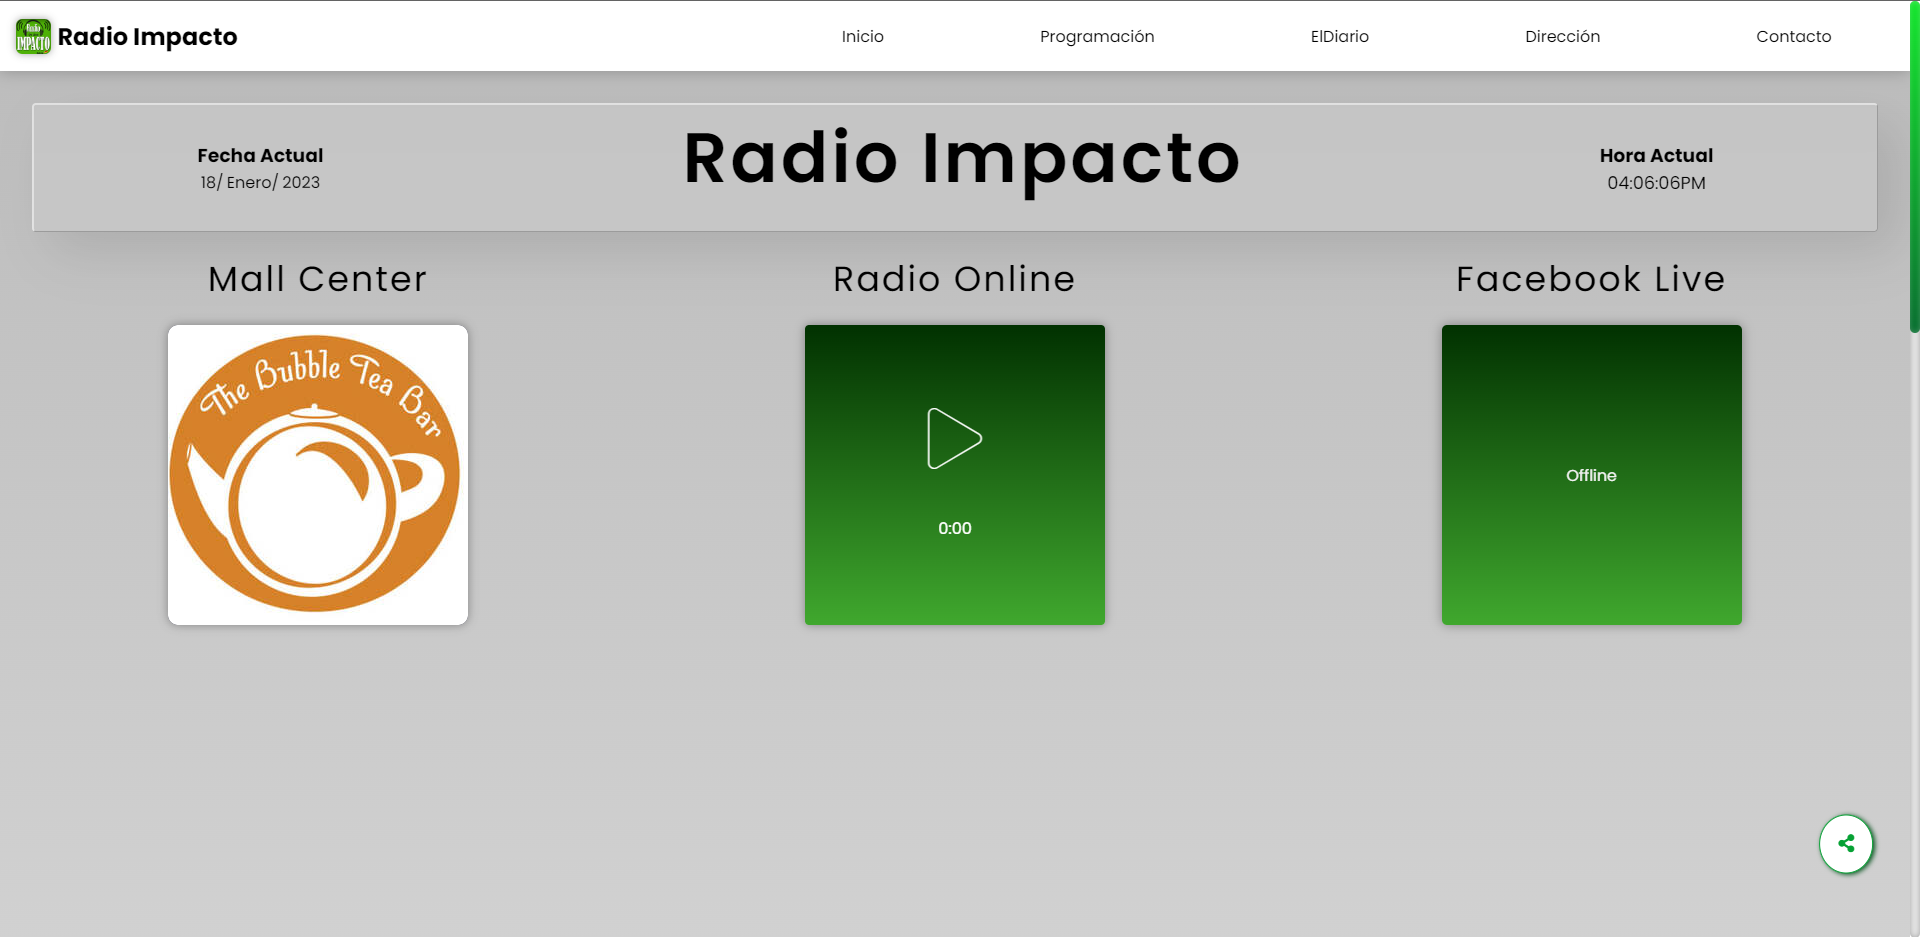 Radio IMPACTO Radio Impacto Inicio Programación ElDiario Dirección Contacto
Fecha Actual
18/ Enero/ 2023
Radio Impacto
Hora Actual
04:06:06PM
Mall Center
Radio Online
Facebook Live
The Bubble Tea Bar
0:00
Offline